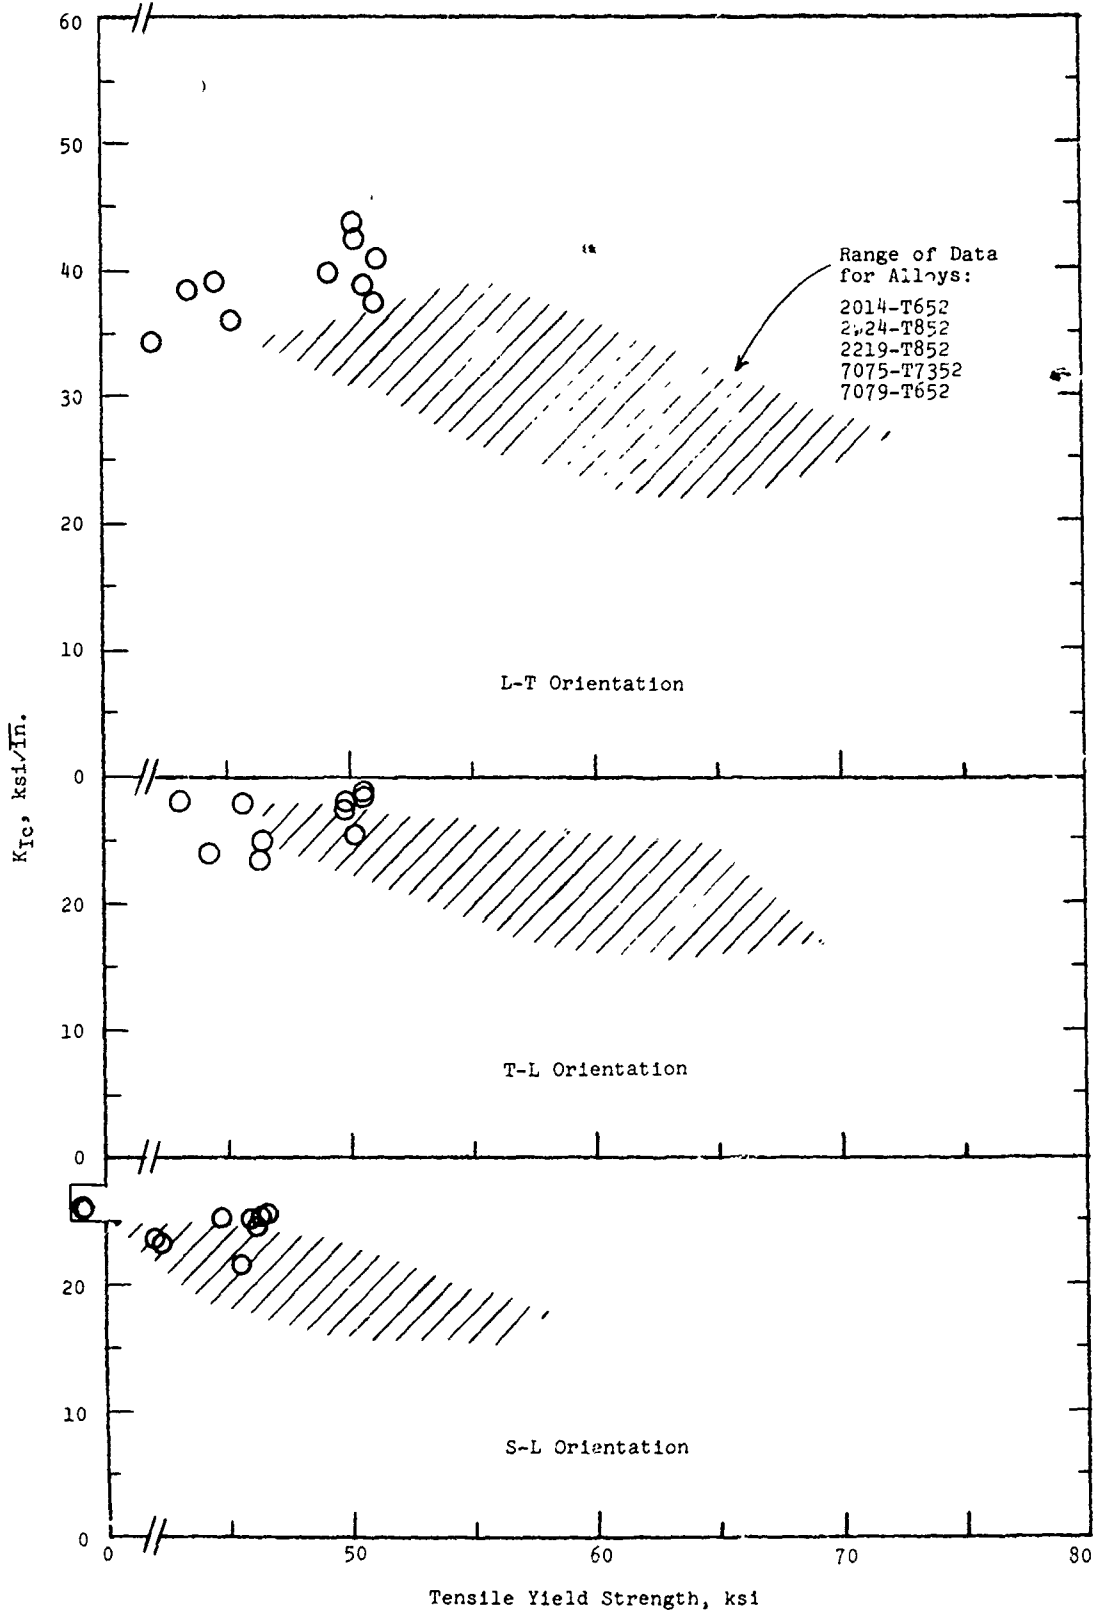 60
50
40
30
20
10
0
Range of Data
for Alloys:
2014-T652
2219-T852
7075-T7352
7079-T652
L-T Orientation
K_Ic, ksi√in.
20
10
0
T-L Orientation
20
10
0
S-L Orientation
0
50
60
70
80
Tensile Yield Strength, ksi